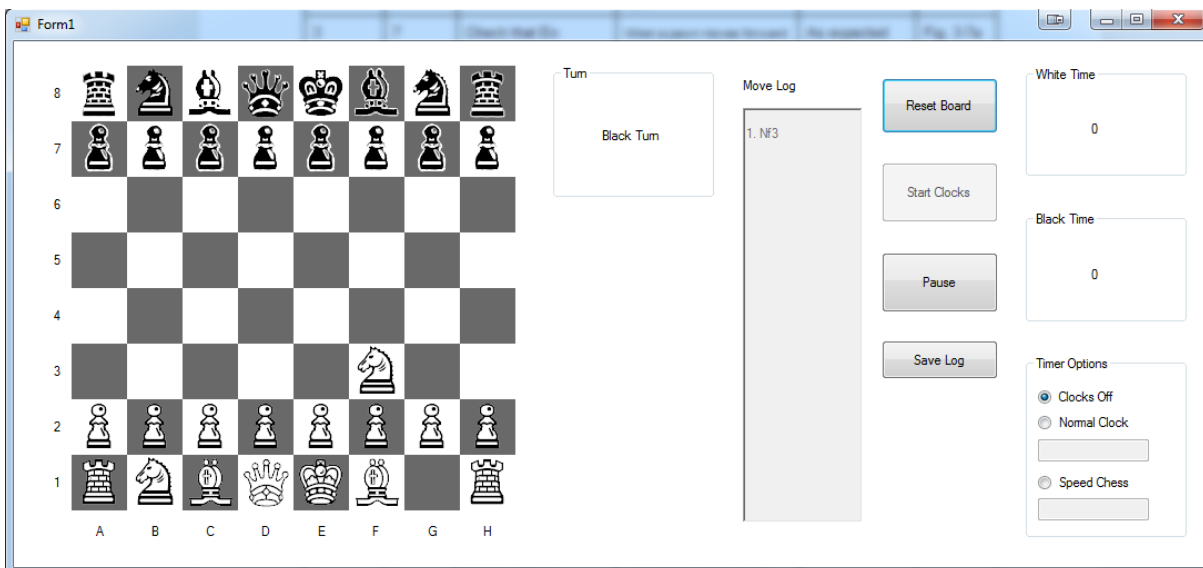 Form1
8
7
6
5
4
3
2
1
A B C D E F G H
Turn
Black Turn
Move Log
1. Nf3
Reset Board
Start Clocks
Pause
Save Log
White Time
0
Black Time
0
Timer Options
Clocks Off
Normal Clock
Speed Chess